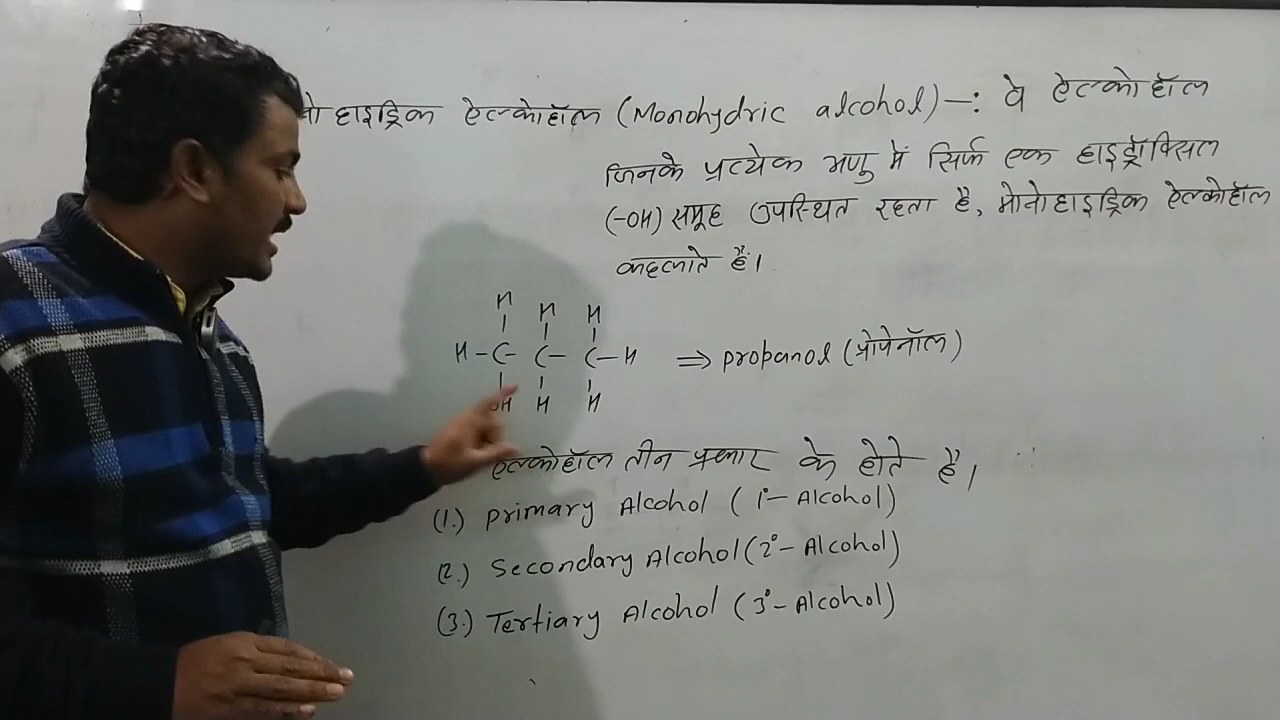 नो हाइड्रिक ऐल्कोहॉल (Monohydric alcohol) -: वे ऐल्कोहॉल
जिनके प्रत्येक अणु में सिर्फ एक हाइड्रॉक्सिल
(-OH) समूह उपस्थित रहता है, मोनोहाइड्रिक ऐल्कोहॉल
कहलाते हैं।
H H H
H-C- C- C-H ⇒ propanol (प्रोपेनॉल)
OH H H
ऐल्कोहॉल तीन प्रकार के होते है।
(1.) Primary Alcohol (1°- Alcohol)
(2.) Secondary Alcohol (2°- Alcohol)
(3.) Tertiary Alcohol (3°- Alcohol)